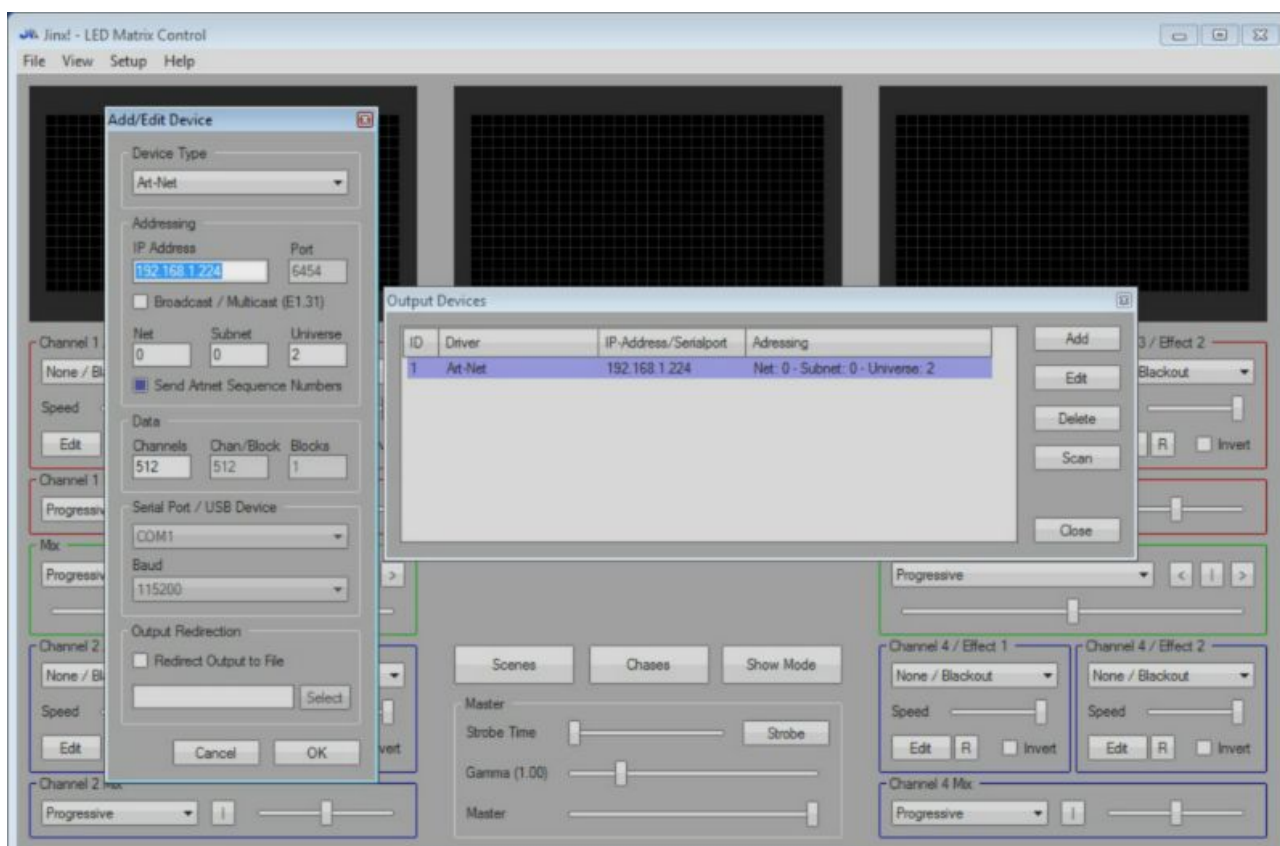 Jinx! - LED Matrix Control
File View Setup Help
Add/Edit Device
Device Type
Art-Net
Addressing
IP Address Port
192.168.1.224 6454
Broadcast / Multicast (E1.31)
Net Subnet Universe
0 0 2
Send Artnet Sequence Numbers
Data
Channels Chan/Block Blocks
512 512 1
Serial Port / USB Device
COM1
Baud
115200
Output Redirection
Redirect Output to File
Select
Cancel OK
Output Devices
ID Driver IP-Address/Serialport Adressing
1 Art-Net 192.168.1.224 Net: 0 - Subnet: 0 - Universe: 2
Add
Edit
Delete
Scan
Close
Channel 1
None / Bl
Speed
Edit
Channel 1
Progressiv
Mix
Progressiv >
Channel 2
None / Bl
Speed
Edit vert
Channel 2 Mix
Progressive |
3 / Effect 2
Blackout
R Invert
Progressive < | >
Scenes Chases Show Mode
Master
Strobe Time Strobe
Gamma (1.00)
Master
Channel 4 / Effect 1 Channel 4 / Effect 2
None / Blackout None / Blackout
Speed Speed
Edit R Invert Edit R Invert
Channel 4 Mix
Progressive |